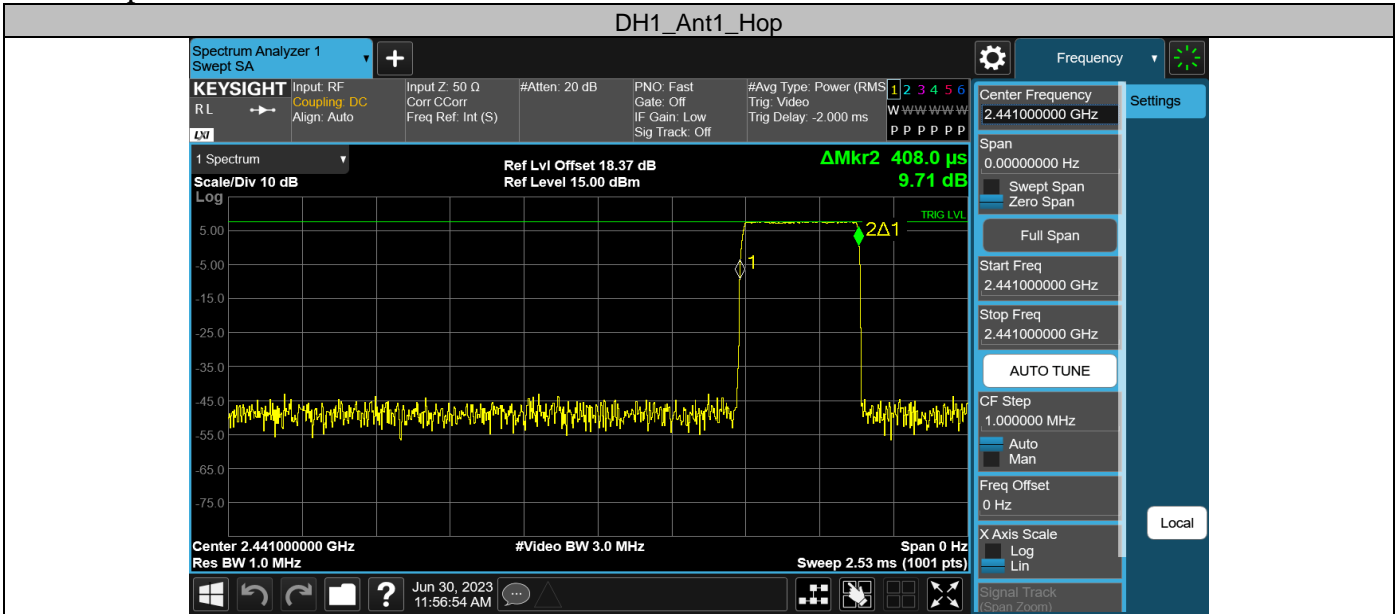 DH1_Ant1_Hop
Spectrum Analyzer 1
Swept SA
+
Frequency
KEYSIGHT
RL
LXI
Input: RF
Coupling: DC
Align: Auto
Input Z: 50 Ω
Corr CCorr
Freq Ref: Int (S)
#Atten: 20 dB
PNO: Fast
Gate: Off
IF Gain: Low
Sig Track: Off
#Avg Type: Power (RMS
Trig: Video
Trig Delay: -2.000 ms
1 2 3 4 5 6
W W W W W W
P P P P P P
1 Spectrum
Scale/Div 10 dB
Log
Ref Lvl Offset 18.37 dB
Ref Level 15.00 dBm
ΔMkr2 408.0 µs
9.71 dB
TRIG LVL
2Δ1
1
5.00
-5.00
-15.0
-25.0
-35.0
-45.0
-55.0
-65.0
-75.0
Center 2.441000000 GHz
Res BW 1.0 MHz
#Video BW 3.0 MHz
Span 0 Hz
Sweep 2.53 ms (1001 pts)
Center Frequency
2.441000000 GHz
Settings
Span
0.00000000 Hz
Swept Span
Zero Span
Full Span
Start Freq
2.441000000 GHz
Stop Freq
2.441000000 GHz
AUTO TUNE
CF Step
1.000000 MHz
Auto
Man
Freq Offset
0 Hz
X Axis Scale
Log
Lin
Local
Signal Track
(Span Zoom)
?
Jun 30, 2023
11:56:54 AM